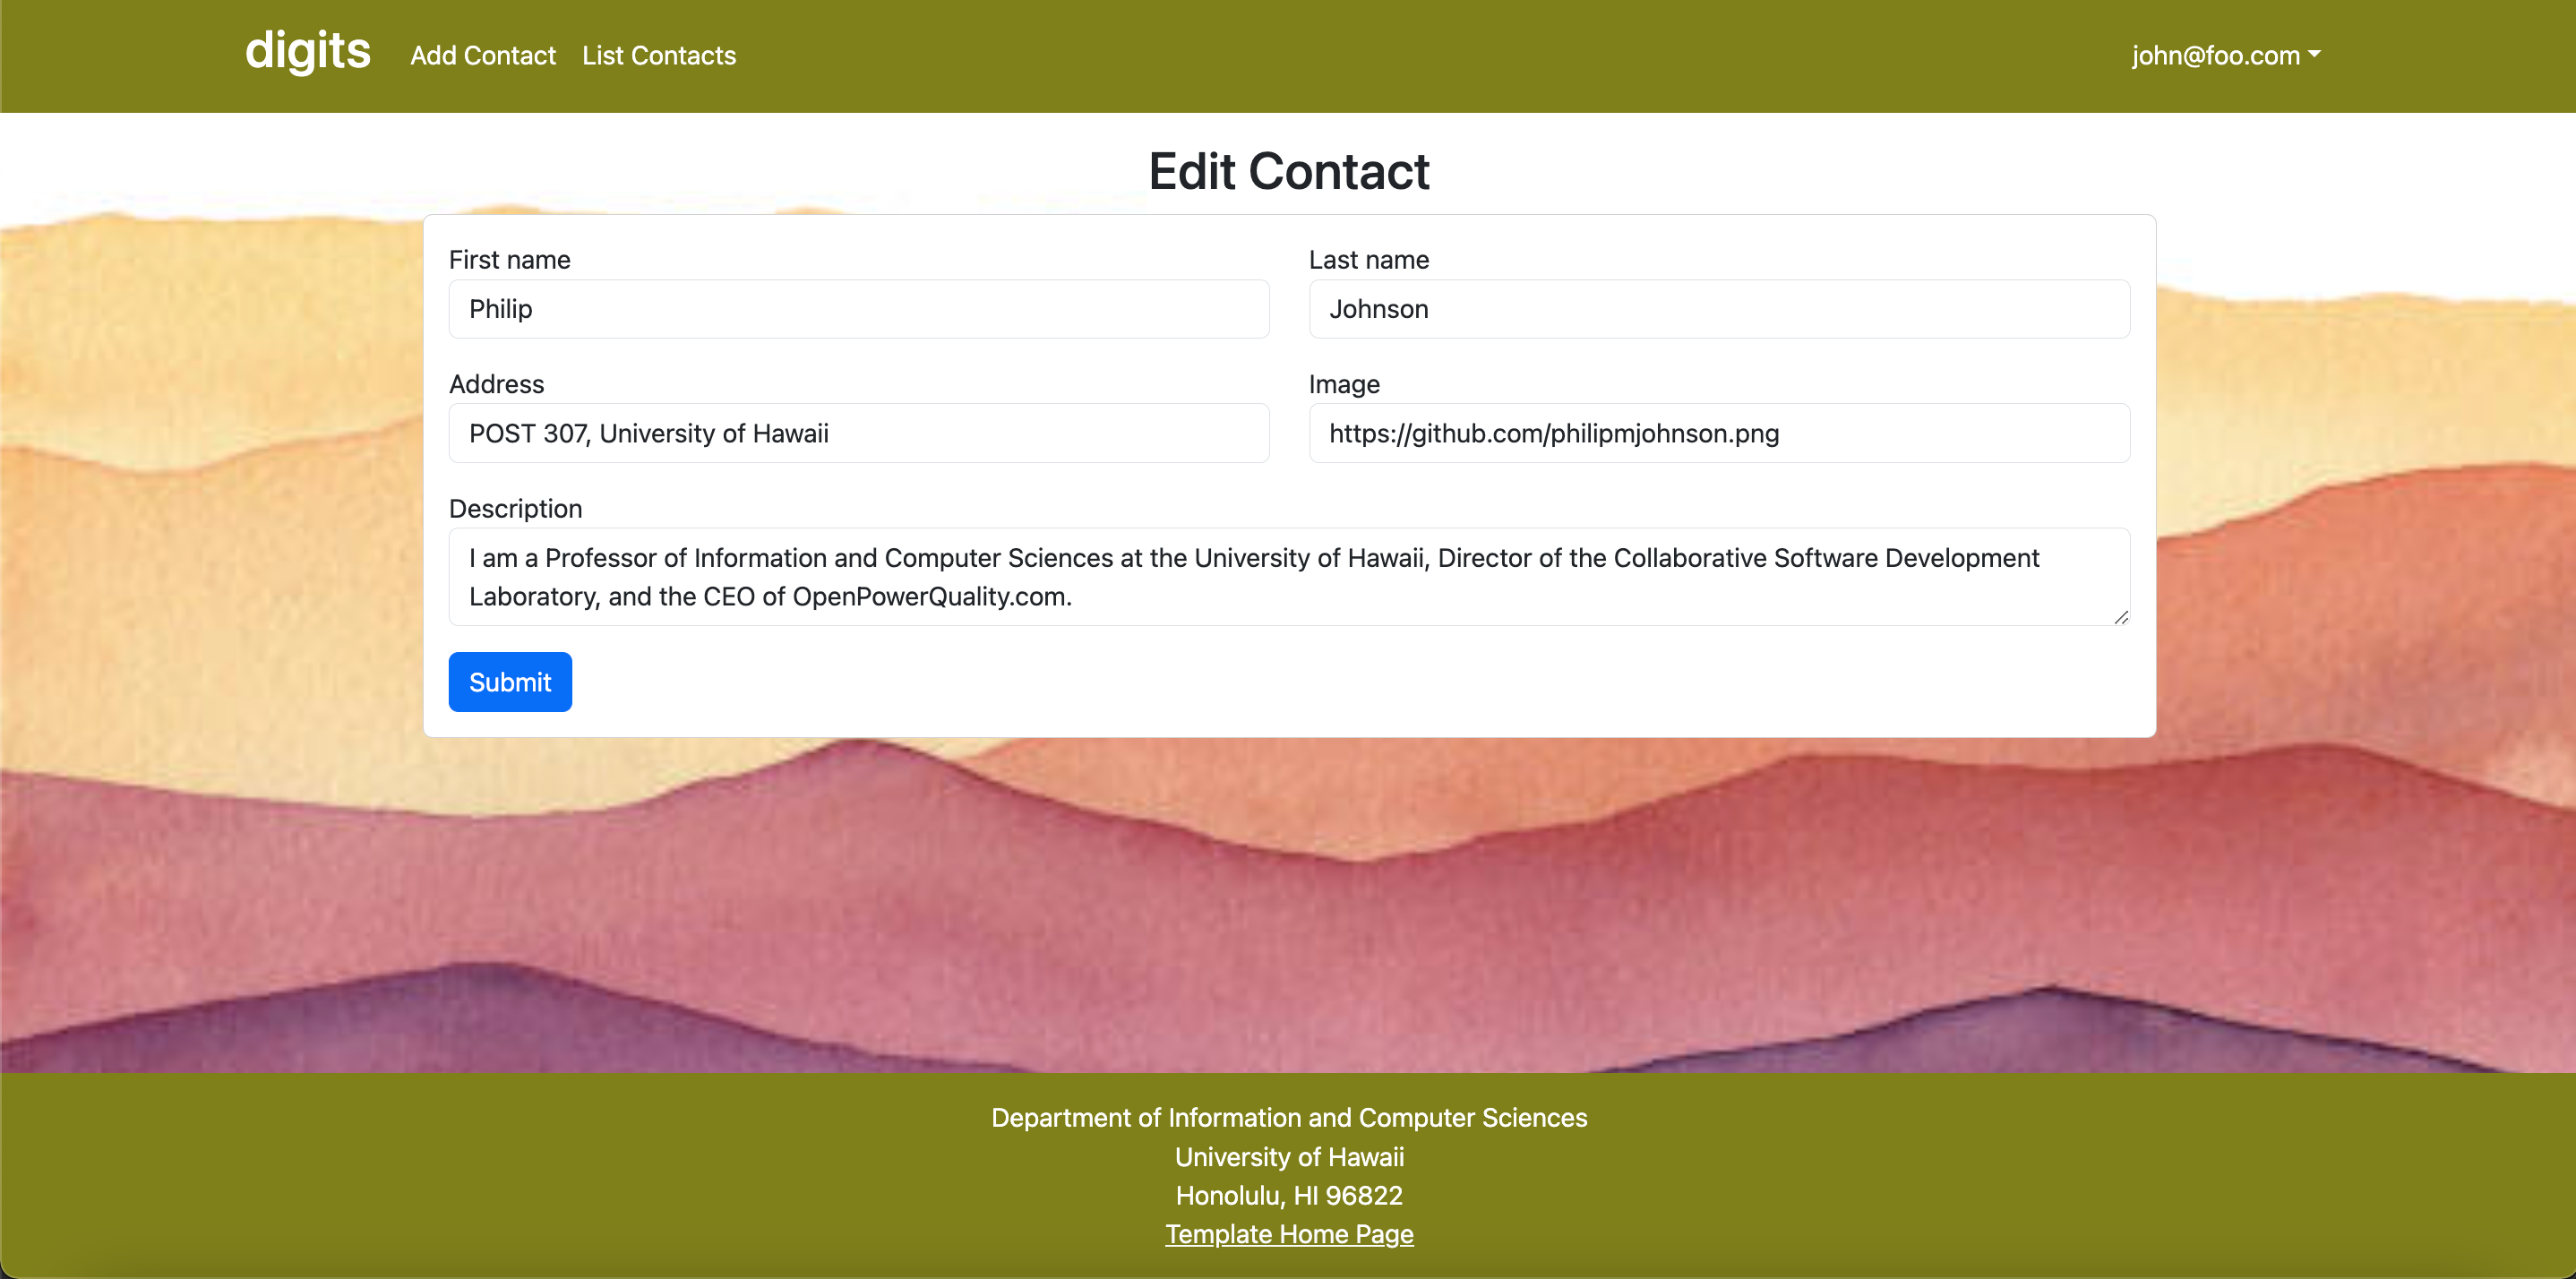 digits
Add Contact
List Contacts
john@foo.com
Edit Contact
First name
Last name
Philip
Johnson
Address
Image
POST 307, University of Hawaii
https://github.com/philipmjohnson.png
Description
I am a Professor of Information and Computer Sciences at the University of Hawaii, Director of the Collaborative Software Development
Laboratory, and the CEO of OpenPowerQuality.com.
Submit
Department of Information and Computer Sciences
University of Hawaii
Honolulu, HI 96822
Template Home Page